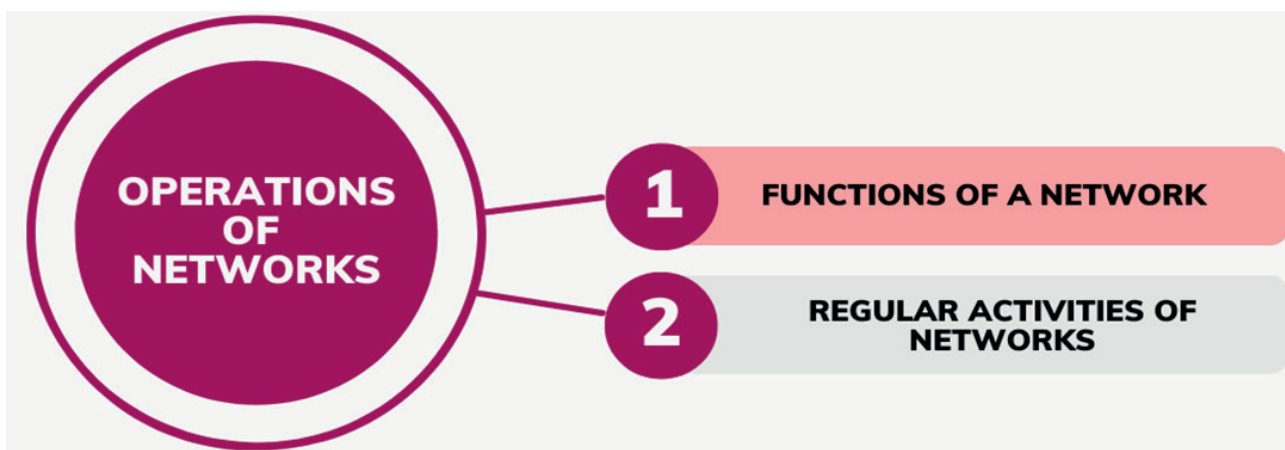 OPERATIONS
OF
NETWORKS
1
FUNCTIONS OF A NETWORK
2
REGULAR ACTIVITIES OF
NETWORKS